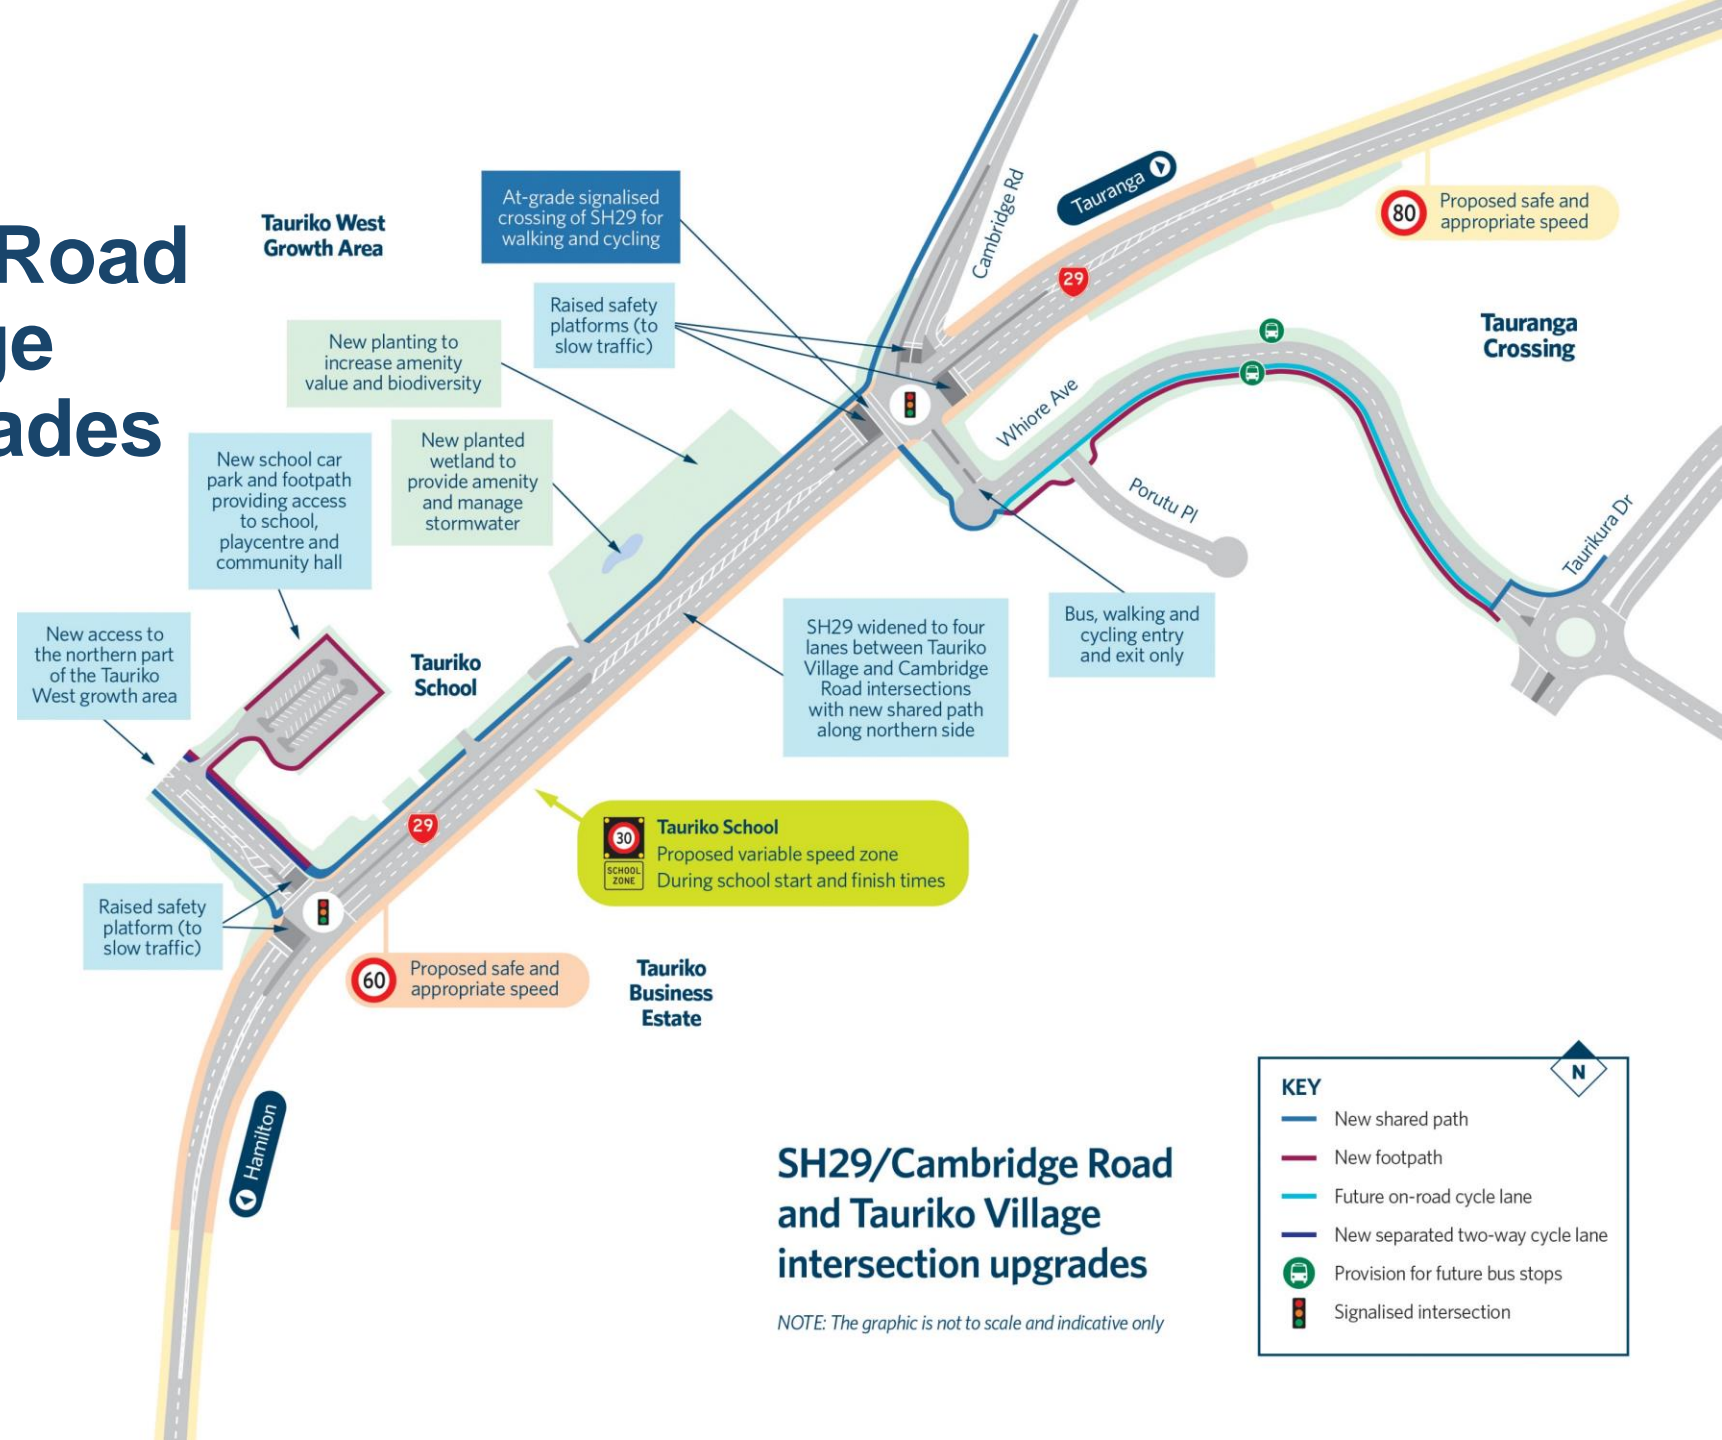 Road
ge
ades
Tauriko West
Growth Area
At-grade signalised
crossing of SH29 for
walking and cycling
Raised safety
platforms (to
slow traffic)
New planting to
increase amenity
value and biodiversity
New planted
wetland to
provide amenity
and manage
stormwater
New school car
park and footpath
providing access
to school,
playcentre and
community hall
New access to
the northern part
of the Tauriko
West growth area
Tauriko
School
Cambridge Rd
Tauranga
29
80
Proposed safe and
appropriate speed
Tauranga
Crossing
Whiore Ave
Porutu Pl
Taurikura Dr
Bus, walking and
cycling entry
and exit only
SH29 widened to four
lanes between Tauriko
Village and Cambridge
Road intersections
with new shared path
along northern side
29
30
SCHOOL
ZONE
Tauriko School
Proposed variable speed zone
During school start and finish times
Raised safety
platform (to
slow traffic)
60
Proposed safe and
appropriate speed
Tauriko
Business
Estate
Hamilton
SH29/Cambridge Road
and Tauriko Village
intersection upgrades
NOTE: The graphic is not to scale and indicative only
N
KEY
New shared path
New footpath
Future on-road cycle lane
New separated two-way cycle lane
Provision for future bus stops
Signalised intersection